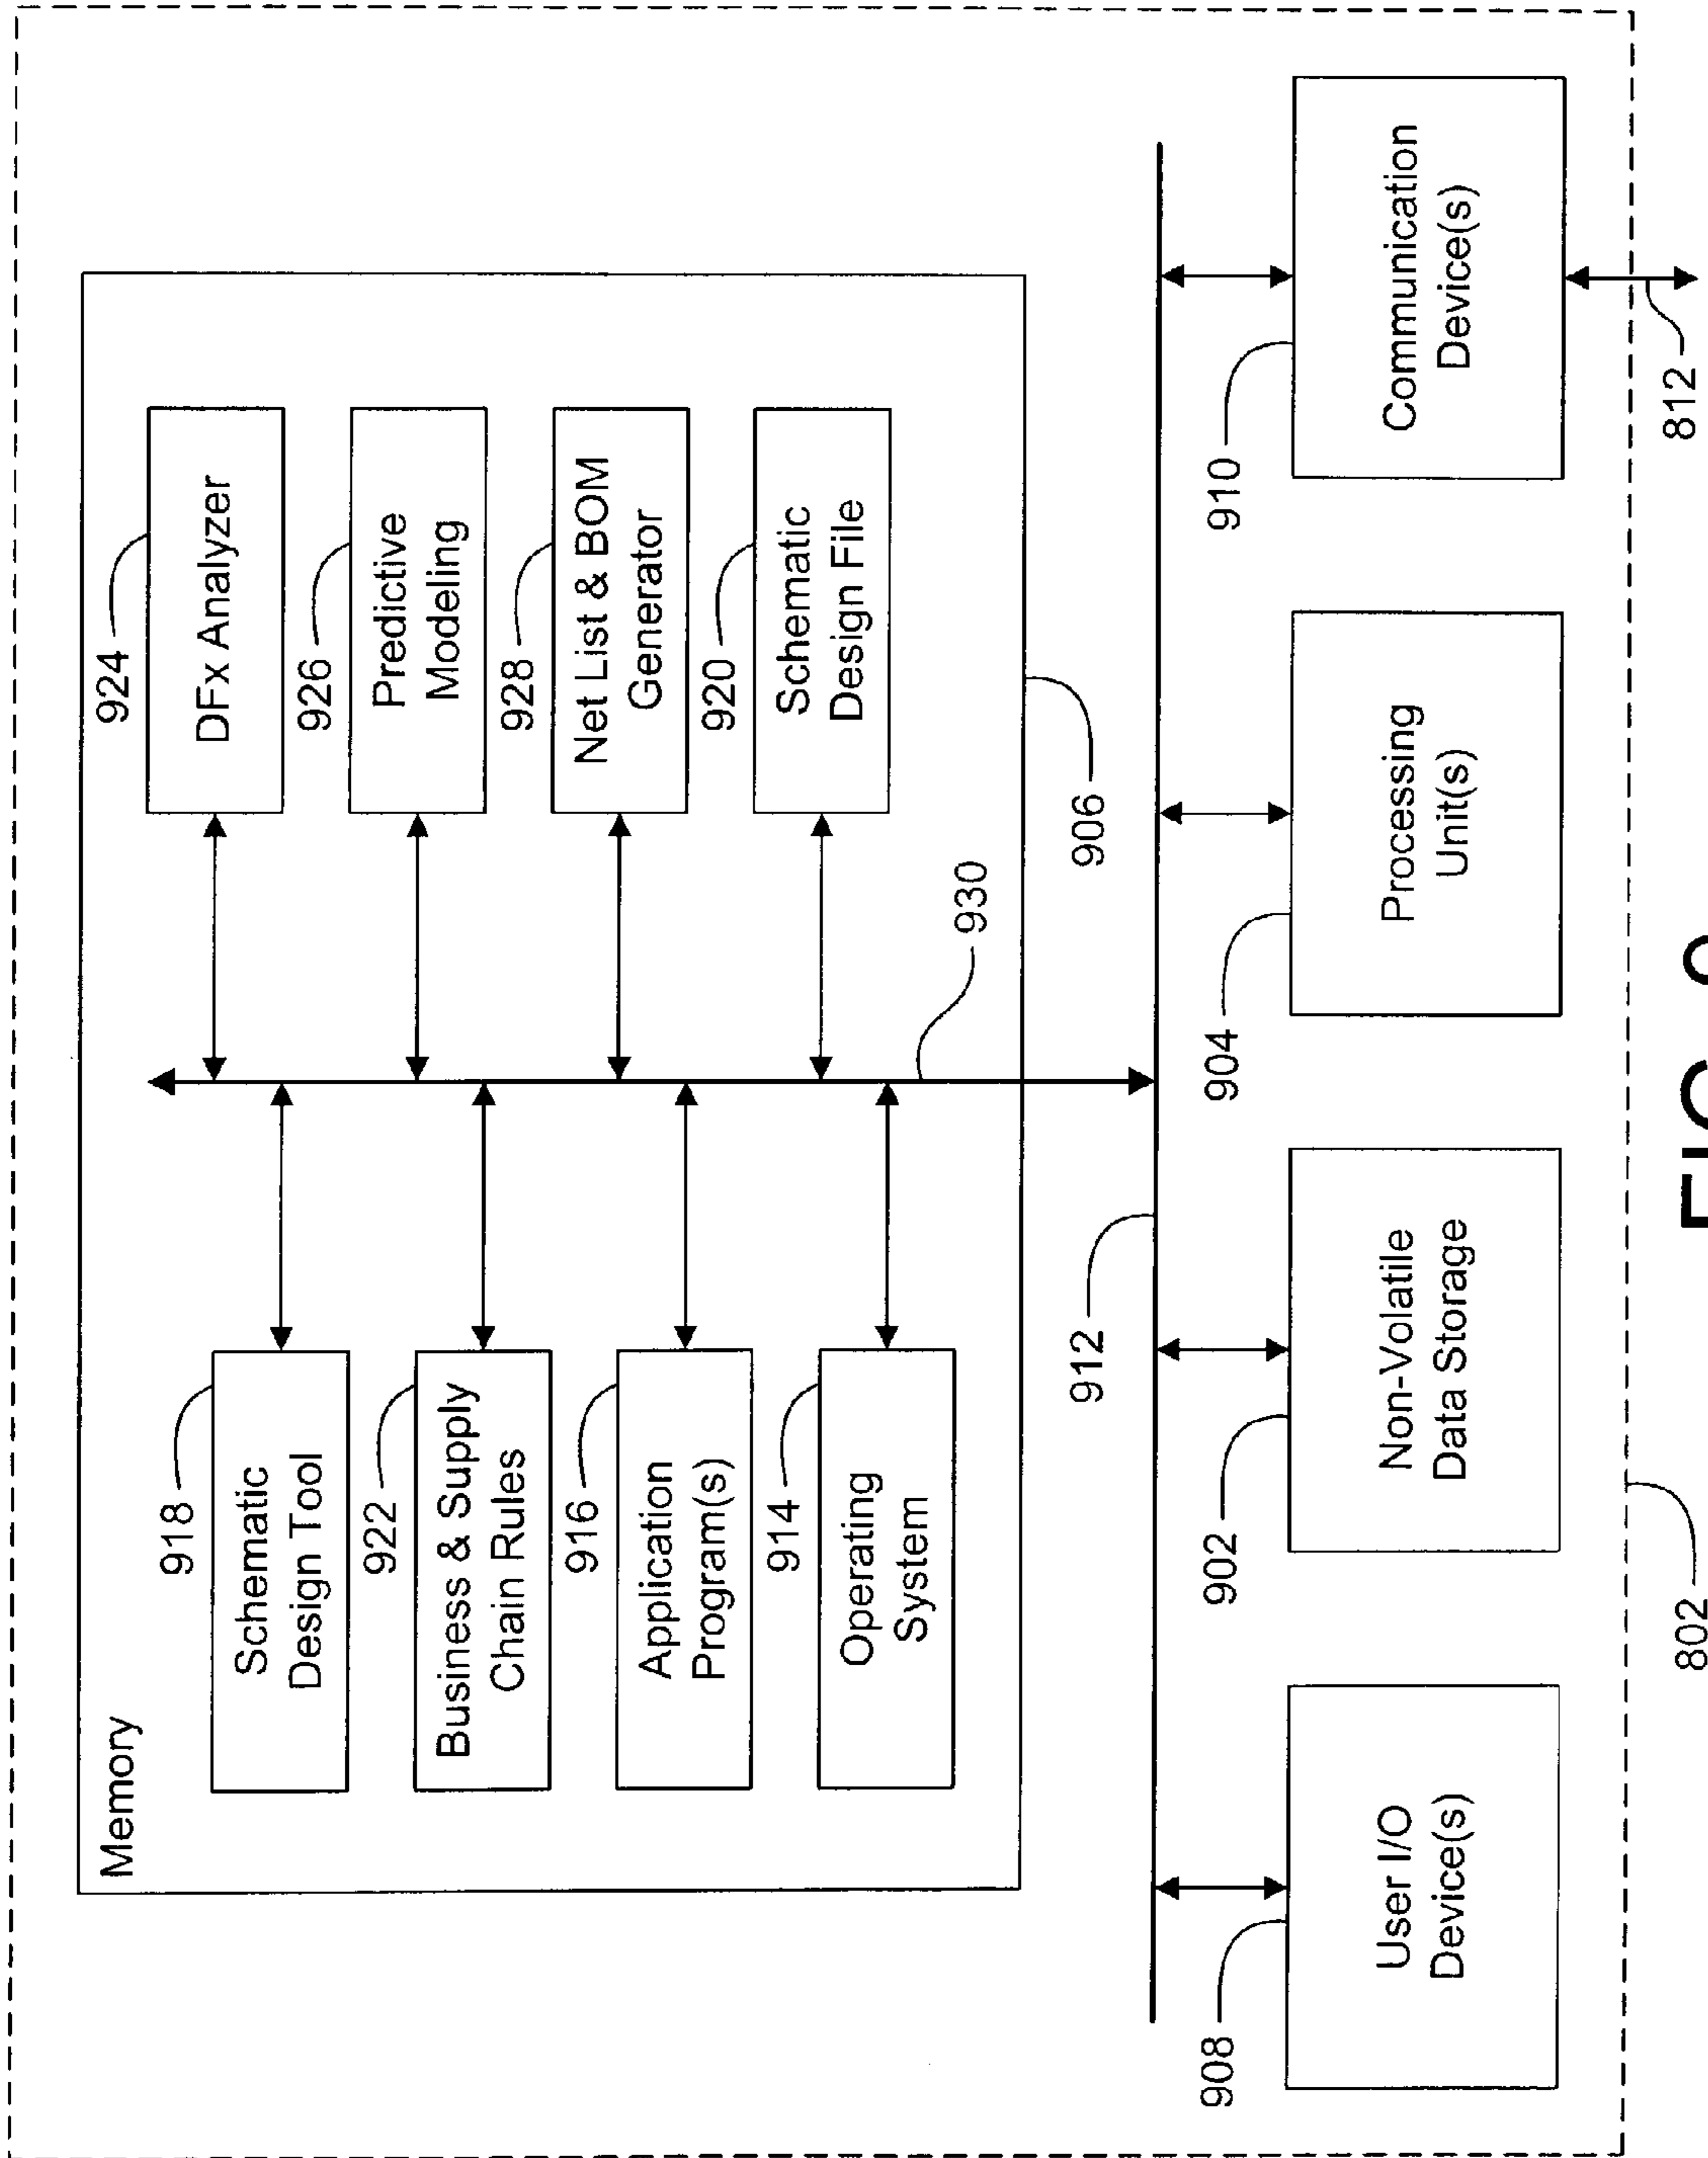 Memory
918
Schematic
Design Tool
922
Business & Supply
Chain Rules
916
Application
Program(s)
914
Operating
System
924
DFx Analyzer
926
Predictive
Modeling
928
Net List & BOM
Generator
920
Schematic
Design File
930
906
912
908
User I/O
Device(s)
902
Non-Volatile
Data Storage
904
Processing
Unit(s)
910
Communication
Device(s)
802
812